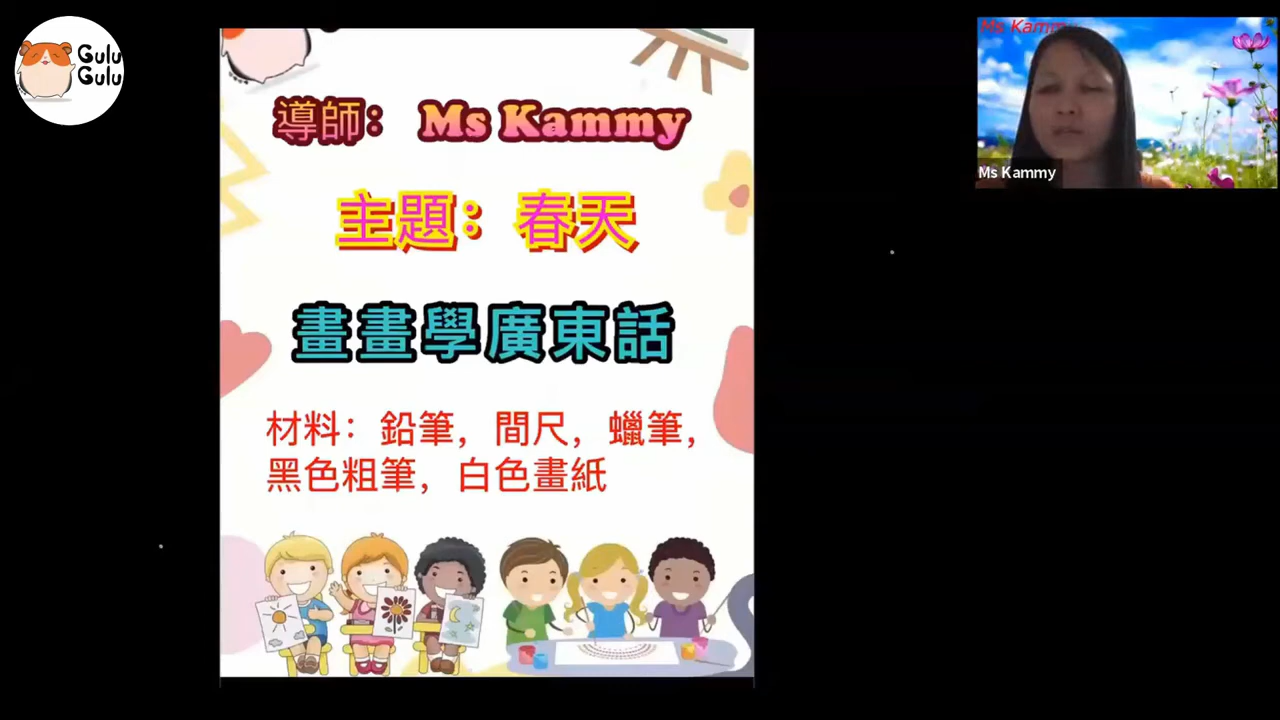 Gulu
Gulu
導師： Ms Kammy
主題：春天
畫畫學廣東話
材料：鉛筆，間尺，蠟筆，
黑色粗筆，白色畫紙
Ms Kammy
Ms Kammy